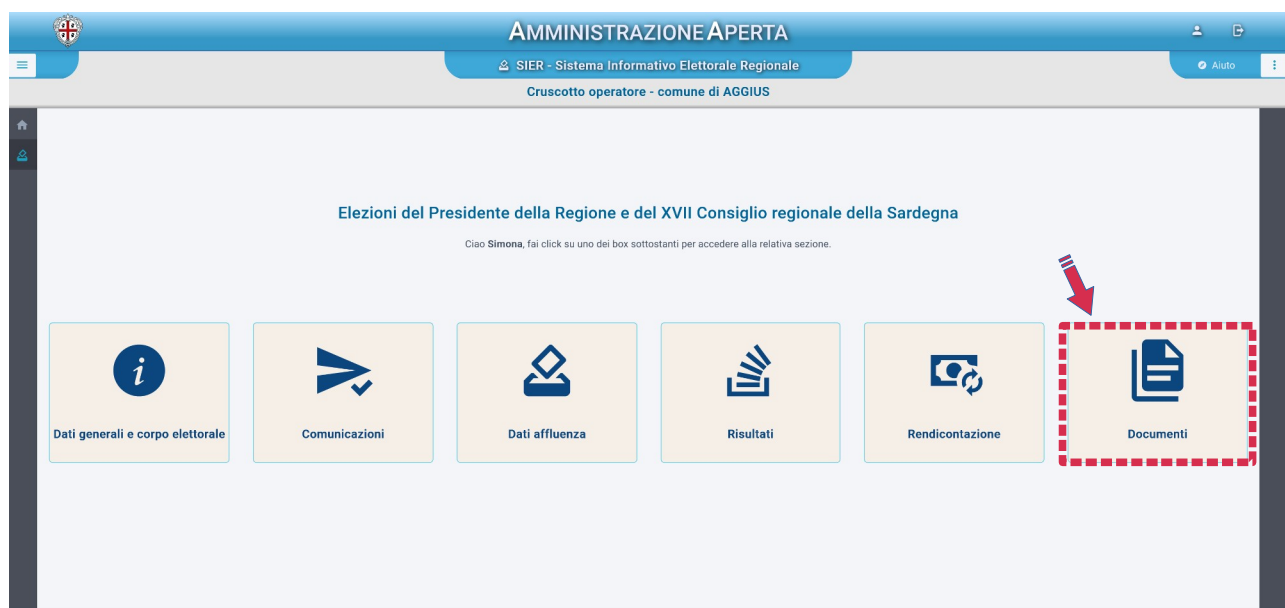 AMMINISTRAZIONE APERTA
SIER - Sistema Informativo Elettorale Regionale
Aiuto
Cruscotto operatore - comune di AGGIUS
Elezioni del Presidente della Regione e del XVII Consiglio regionale della Sardegna
Ciao Simona, fai click su uno dei box sottostanti per accedere alla relativa sezione.
Dati generali e corpo elettorale
Comunicazioni
Dati affluenza
Risultati
Rendicontazione
Documenti